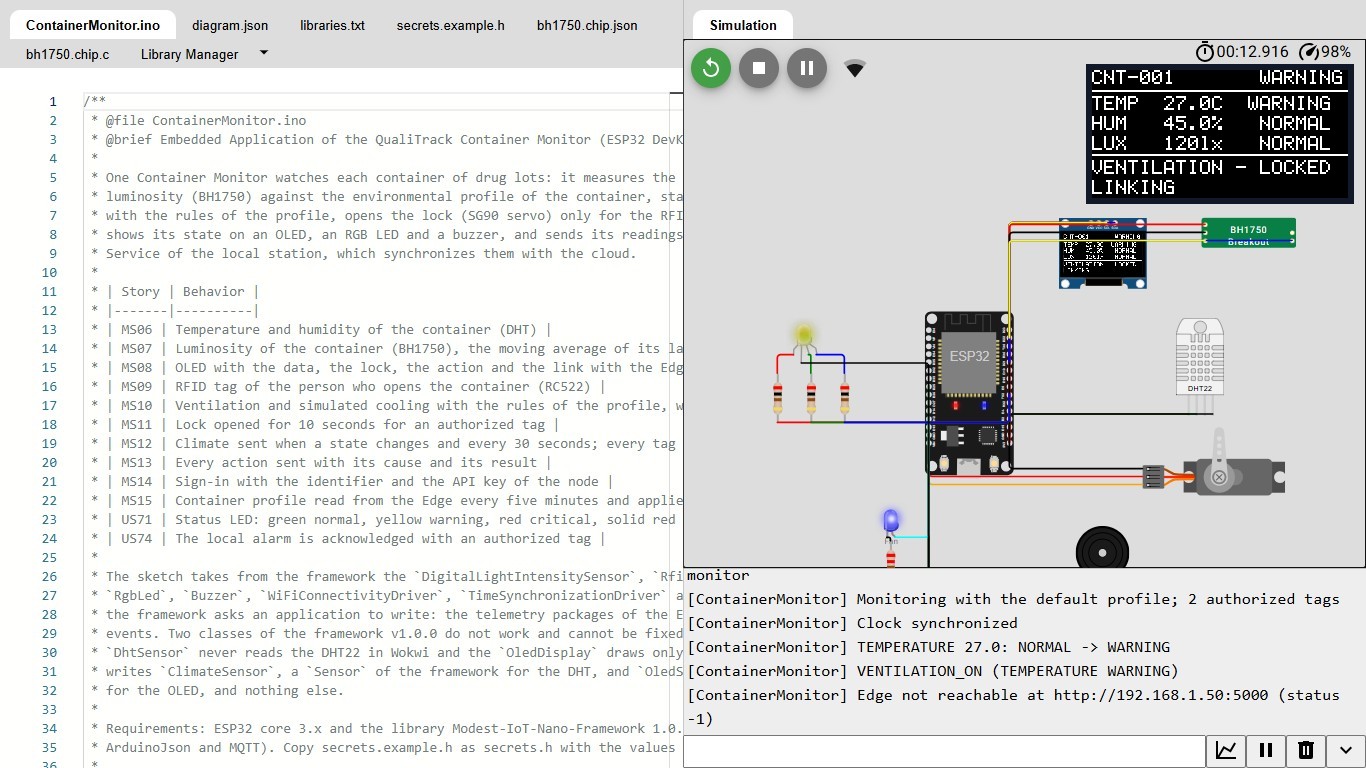 ContainerMonitor.ino diagram.json libraries.txt secrets.example.h bh1750.chip.json
bh1750.chip.c Library Manager
1 /**
2 * @file ContainerMonitor.ino
3 * @brief Embedded Application of the QualiTrack Container Monitor (ESP32 DevK
4 *
5 * One Container Monitor watches each container of drug lots: it measures the
6 * luminosity (BH1750) against the environmental profile of the container, sta
7 * with the rules of the profile, opens the lock (SG90 servo) only for the RFI
8 * shows its state on an OLED, an RGB LED and buzzer, and sends its readings
9 * Service of the local station, which synchronizes them with the cloud.
10 *
11 * | Story | Behavior |
12 * |-------|----------|
13 * | MS06 | Temperature and humidity of the container (DHT) |
14 * | MS07 | Luminosity of the container (BH1750), the moving average of its la
15 * | MS08 | OLED with the data, the lock, the action and the link with the Edg
16 * | MS09 | RFID tag of the person who opens the container (RC522) |
17 * | MS10 | Ventilation and simulated cooling with the rules of the profile, w
18 * | MS11 | Lock opened for 10 seconds for an authorized tag |
19 * | MS12 | Climate sent when a state changes and every 30 seconds; every tag
20 * | MS13 | Every action sent with its cause and its result |
21 * | MS14 | Sign-in with the identifier and the API key of the node |
22 * | MS15 | Container profile read from the Edge every five minutes and applie
23 * | US71 | Status LED: green normal, yellow warning, red critical, solid red
24 * | US74 | The local alarm is acknowledged with an authorized tag |
25 *
26 * The sketch takes from the framework the `DigitalLightIntensitySensor`, `Rfi
27 * `RgbLed`, `Buzzer`, `WiFiConnectivityDriver`, `TimeSynchronizationDriver` a
28 * the framework asks an application to write: the telemetry packages of the E
29 * events. Two classes of the framework v1.0.0 do not work and cannot be fixed
30 * `DhtSensor` never reads the DHT22 in Wokwi and the `OledDisplay` draws only
31 * writes `ClimateSensor`, a `Sensor` of the framework for the DHT, and `OledS
32 * for the OLED, and nothing else.
33 *
34 * Requirements: ESP32 core 3.x and the library Modest-IoT-Nano-Framework 1.0.
35 * ArduinoJson and MQTT). Copy secrets.example.h as secrets.h with the values
36 *
Simulation
00:12.916 98%
CNT-001 WARNING
TEMP 27.0C WARNING
HUM 45.0% NORMAL
LUX 120lx NORMAL
VENTILATION - LOCKED
LINKING
BH1750
Breakout
ESP32
DHT22
monitor
[ContainerMonitor] Monitoring with the default profile; 2 authorized tags
[ContainerMonitor] Clock synchronized
[ContainerMonitor] TEMPERATURE 27.0: NORMAL -> WARNING
[ContainerMonitor] VENTILATION_ON (TEMPERATURE WARNING)
[ContainerMonitor] Edge not reachable at http://192.168.1.50:5000 (status
-1)